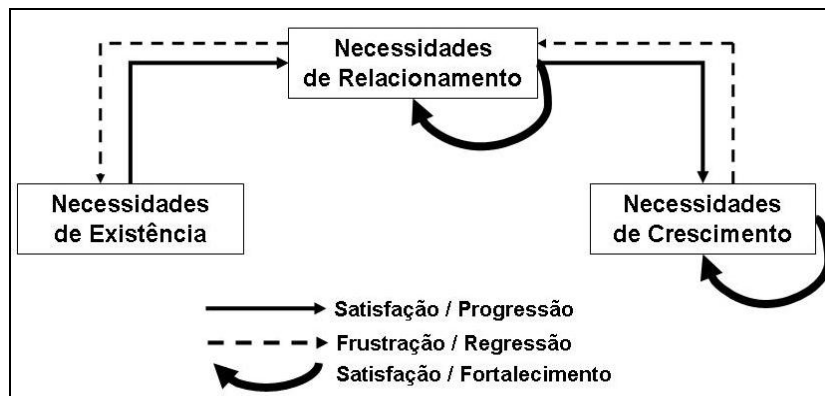 Necessidades
de Relacionamento
Necessidades
de Existência
Necessidades
de Crescimento
Satisfação / Progressão
Frustração / Regressão
Satisfação / Fortalecimento